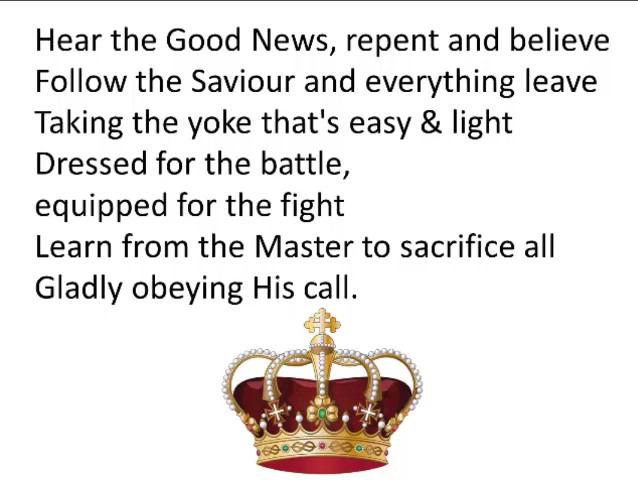 Hear the Good News, repent and believe
Follow the Saviour and everything leave
Taking the yoke that's easy & light
Dressed for the battle,
equipped for the fight
Learn from the Master to sacrifice all
Gladly obeying His call.